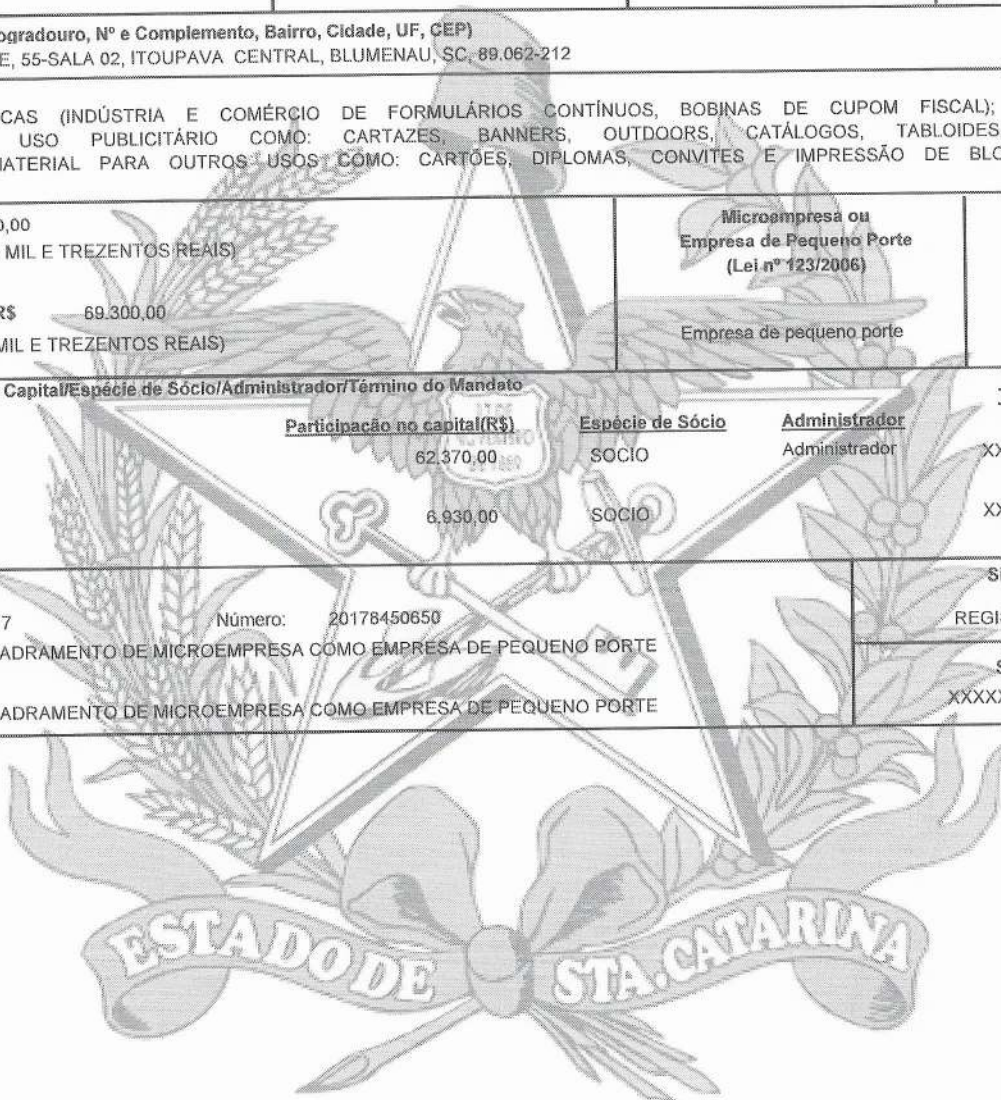 ogradouro, Nº e Complemento, Bairro, Cidade, UF, CEP)
E, 55-SALA 02, ITOUPAVA CENTRAL, BLUMENAU, SC, 89.062-212
CAS (INDÚSTRIA E COMÉRCIO DE FORMULÁRIOS CONTÍNUOS, BOBINAS DE CUPOM FISCAL);
USO PUBLICITÁRIO COMO: CARTAZES, BANNERS, OUTDOORS, CATÁLOGOS, TABLOIDES
MATERIAL PARA OUTROS USOS COMO: CARTÕES, DIPLOMAS, CONVITES E IMPRESSÃO DE BLO
0,00
MIL E TREZENTOS REAIS)
R$ 69.300,00
MIL E TREZENTOS REAIS)
Microempresa ou
Empresa de Pequeno Porte
(Lei nº 123/2006)
Empresa de pequeno porte
Capital/Espécie de Sócio/Administrador/Término do Mandato
Participação no capital(R$) Espécie de Sócio Administrador
62.370,00 SOCIO Administrador XX
6.930,00 SOCIO XX
7 Número: 20178450650
ADRAMENTO DE MICROEMPRESA COMO EMPRESA DE PEQUENO PORTE
ADRAMENTO DE MICROEMPRESA COMO EMPRESA DE PEQUENO PORTE
REGI
XXXXX
ESTADO DE STA. CATARINA